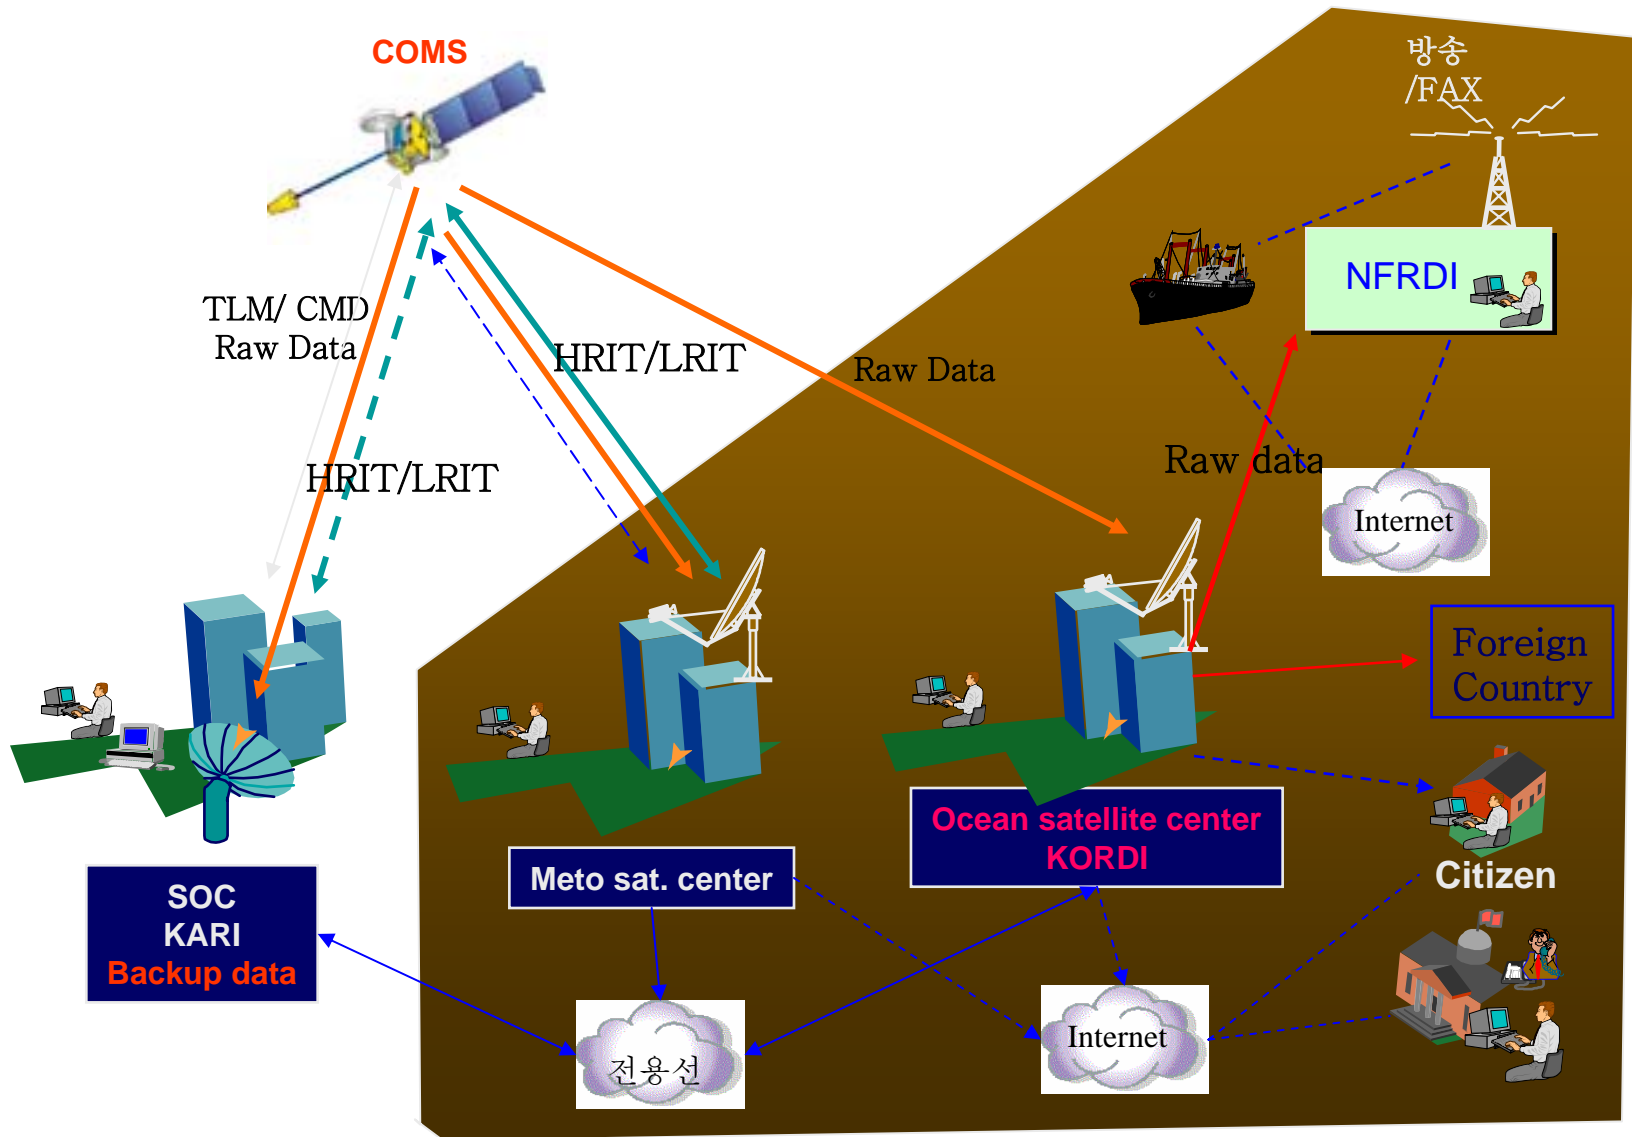 COMS
방송
/FAX
NFRDI
TLM/ CMD
Raw Data
HRIT/LRIT
Raw Data
HRIT/LRIT
Raw data
Internet
Foreign
Country
Ocean satellite center
KORDI
Meto sat. center
Citizen
SOC
KARI
Backup data
Internet
전용선